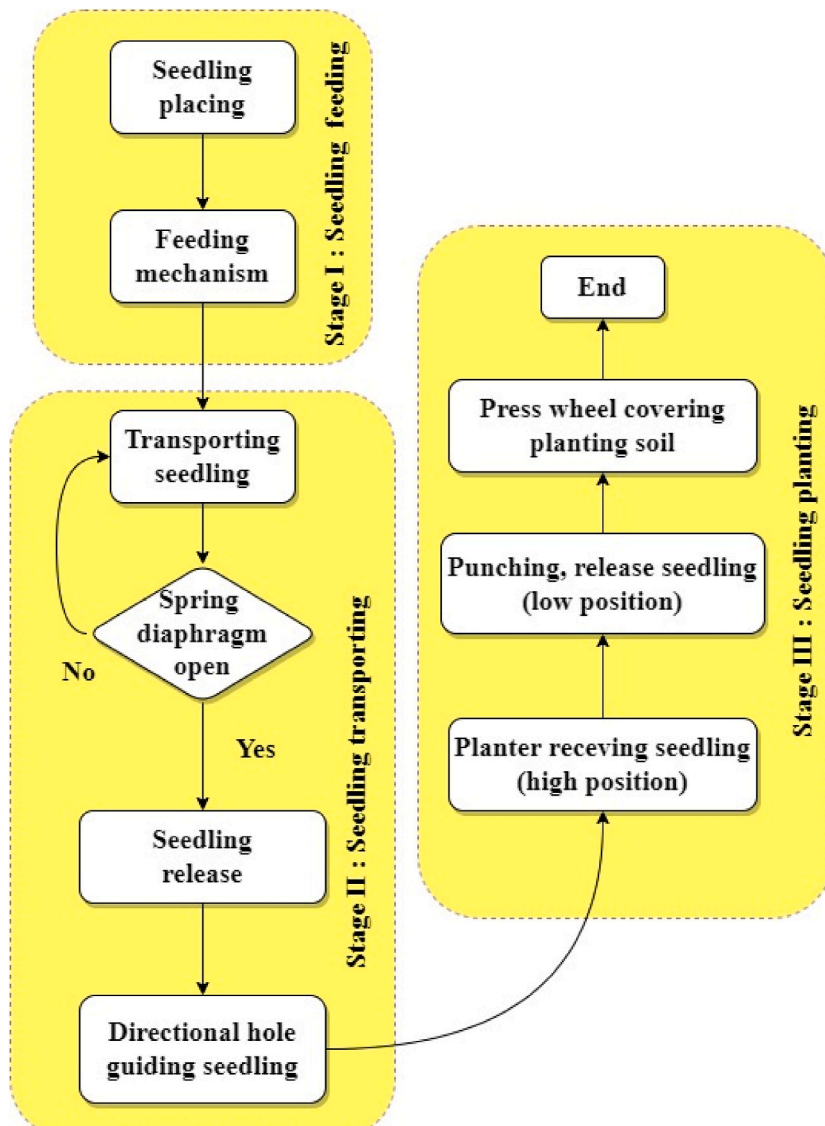 Seedling
placing
Feeding
mechanism
Stage I : Seedling feeding
Transporting
seedling
Spring
diaphragm
open
No
Yes
Seedling
release
Directional hole
guiding seedling
Stage II : Seedling transporting
End
Press wheel covering
planting soil
Punching, release seedling
(low position)
Planter receving seedling
(high position)
Stage III : Seedling planting